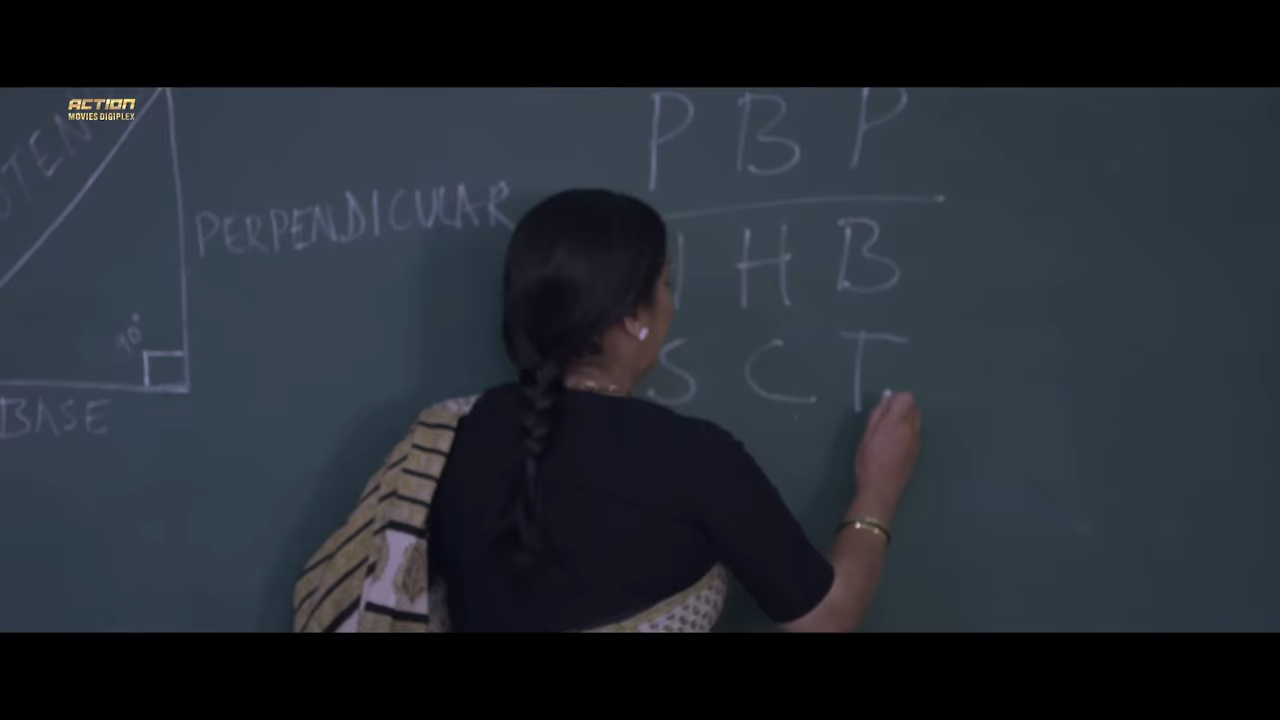 ACTION
MOVIES DIGIPLEX
P B P
PERPENDICULAR
H B
90°
S C T
BASE